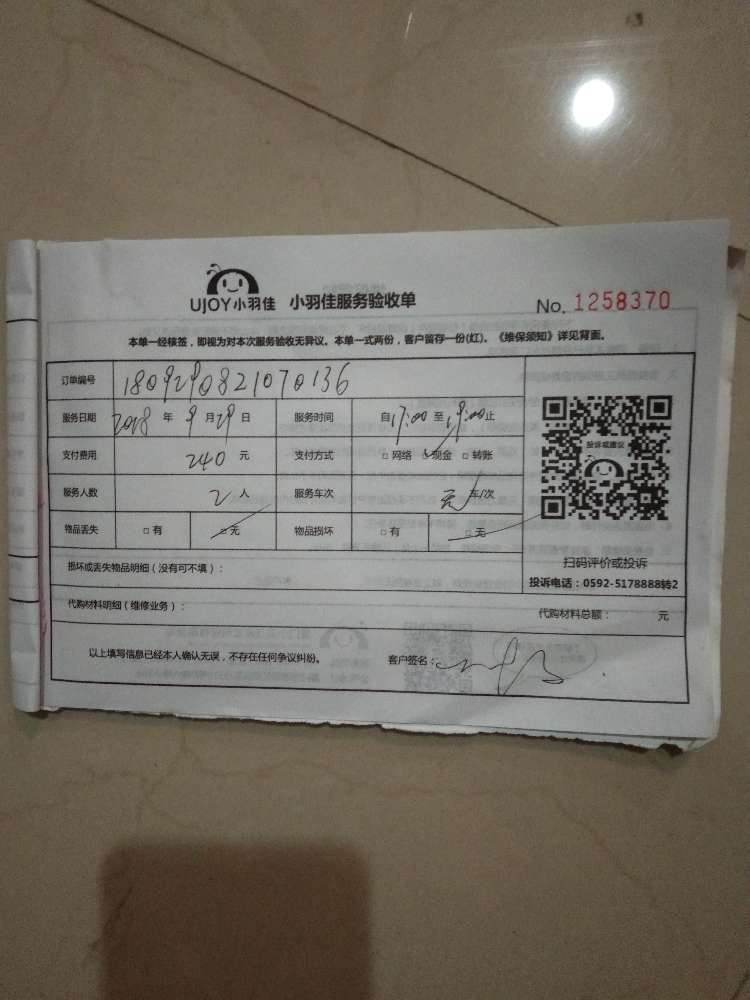 UJOY小羽佳 小羽佳服务验收单 No. 1258370
本单一经核签，即视为对本次服务验收无异议。本单一式两份，客户留存一份(红)。《维保须知》详见背面。
订单编号 1809290821070136
服务日期 2018 年 9 月 29 日 服务时间 自 17:00 至 19:00 止
支付费用 240 元 支付方式 □ 网络 □ 现金 □ 转账
服务人数 2 人 服务车次 无 车/次
物品丢失 □ 有 □ 无 物品损坏 □ 有 □ 无
投诉或建议
扫码评价或投诉
投诉电话：0592-5178888转2
损坏或丢失物品明细（没有可不填）：
代购材料明细（维修业务）： 代购材料总额： 元
以上填写信息已经本人确认无误，不存在任何争议纠纷。 客户签名：